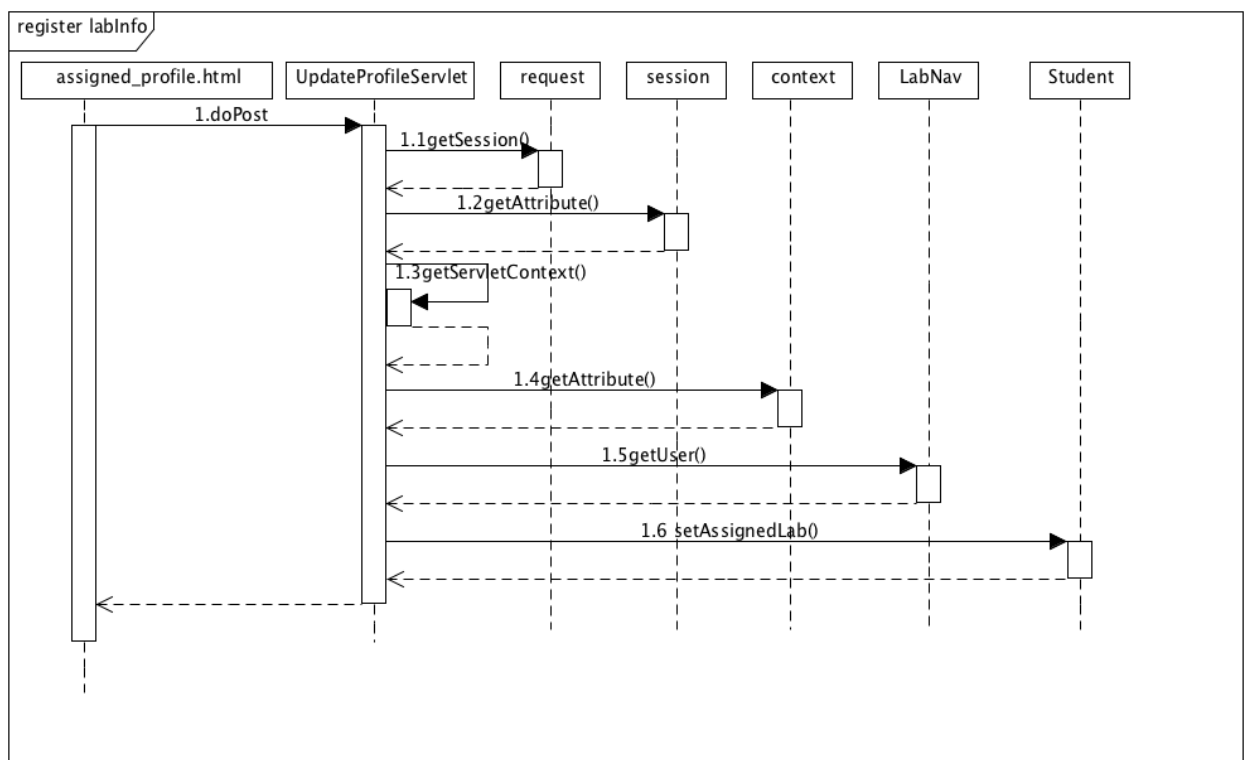 register labInfo
assigned_profile.html
UpdateProfileServlet
request
session
context
LabNav
Student
1.doPost
1.1getSession()
1.2getAttribute()
1.3getServletContext()
1.4getAttribute()
1.5getUser()
1.6 setAssignedLab()